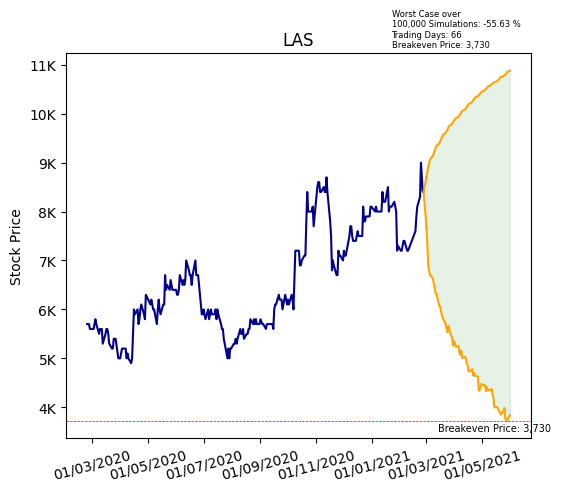 Worst Case over
100,000 Simulations: -55.63 %
Trading Days: 66
Breakeven Price: 3,730
LAS
Stock Price
11K
10K
9K
8K
7K
6K
5K
4K
Breakeven Price: 3,730
01/03/2020
01/05/2020
01/07/2020
01/09/2020
01/11/2020
01/01/2021
01/03/2021
01/05/2021